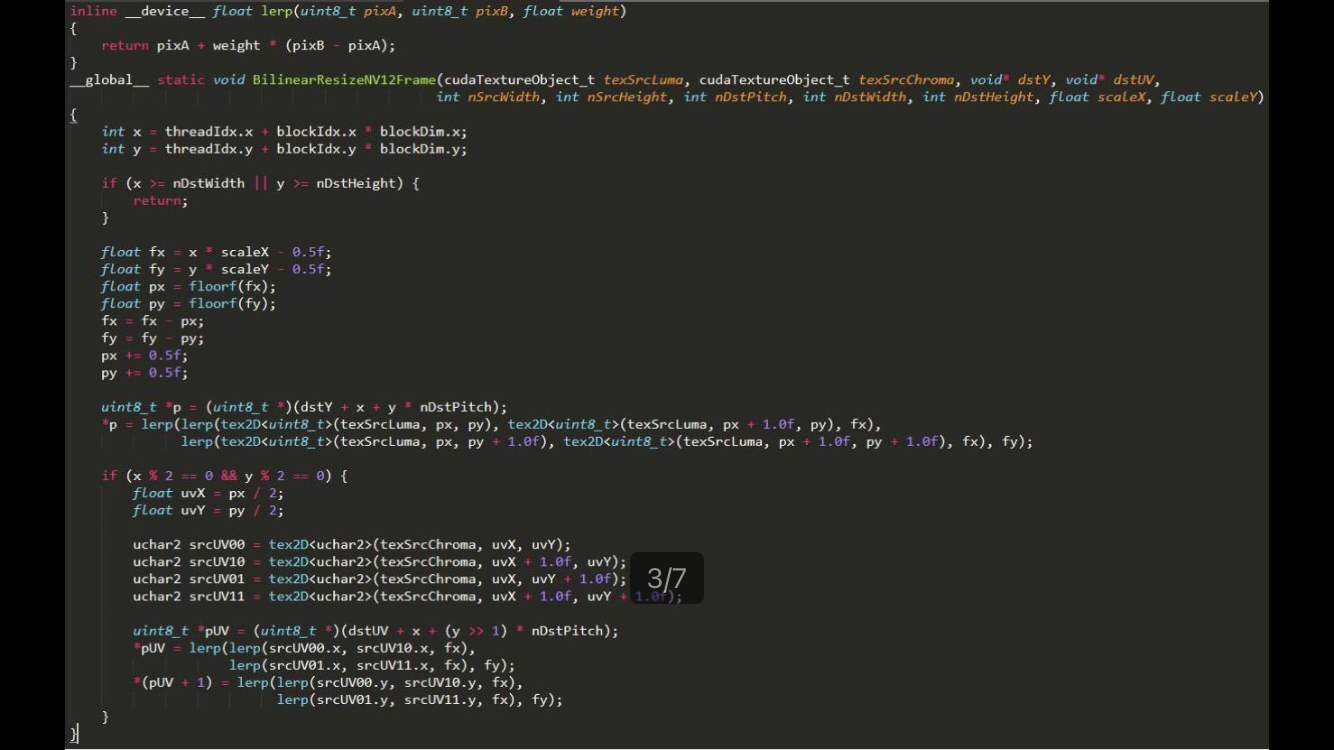 inline __device__ float lerp(uint8_t pixA, uint8_t pixB, float weight)
{
    return pixA + weight * (pixB - pixA);
}
__global__ static void BilinearResizeNV12Frame(cudaTextureObject_t texSrcLuma, cudaTextureObject_t texSrcChroma, void* dstY, void* dstUV,
                                              int nSrcWidth, int nSrcHeight, int nDstPitch, int nDstWidth, int nDstHeight, float scaleX, float scaleY)
{
    int x = threadIdx.x + blockIdx.x * blockDim.x;
    int y = threadIdx.y + blockIdx.y * blockDim.y;

    if (x >= nDstWidth || y >= nDstHeight) {
        return;
    }

    float fx = x * scaleX - 0.5f;
    float fy = y * scaleY - 0.5f;
    float px = floorf(fx);
    float py = floorf(fy);
    fx = fx - px;
    fy = fy - py;
    px += 0.5f;
    py += 0.5f;

    uint8_t *p = (uint8_t *)(dstY + x + y * nDstPitch);
    *p = lerp(lerp(tex2D<uint8_t>(texSrcLuma, px, py), tex2D<uint8_t>(texSrcLuma, px + 1.0f, py), fx),
              lerp(tex2D<uint8_t>(texSrcLuma, px, py + 1.0f), tex2D<uint8_t>(texSrcLuma, px + 1.0f, py + 1.0f), fx), fy);

    if (x % 2 == 0 && y % 2 == 0) {
        float uvX = px / 2;
        float uvY = py / 2;

        uchar2 srcUV00 = tex2D<uchar2>(texSrcChroma, uvX, uvY);
        uchar2 srcUV10 = tex2D<uchar2>(texSrcChroma, uvX + 1.0f, uvY);
        uchar2 srcUV01 = tex2D<uchar2>(texSrcChroma, uvX, uvY + 1.0f);
        uchar2 srcUV11 = tex2D<uchar2>(texSrcChroma, uvX + 1.0f, uvY + 1.0f);
3/7

        uint8_t *pUV = (uint8_t *)(dstUV + x + (y >> 1) * nDstPitch);
        *pUV = lerp(lerp(srcUV00.x, srcUV10.x, fx),
                    lerp(srcUV01.x, srcUV11.x, fx), fy);
        *(pUV + 1) = lerp(lerp(srcUV00.y, srcUV10.y, fx),
                          lerp(srcUV01.y, srcUV11.y, fx), fy);
    }
}